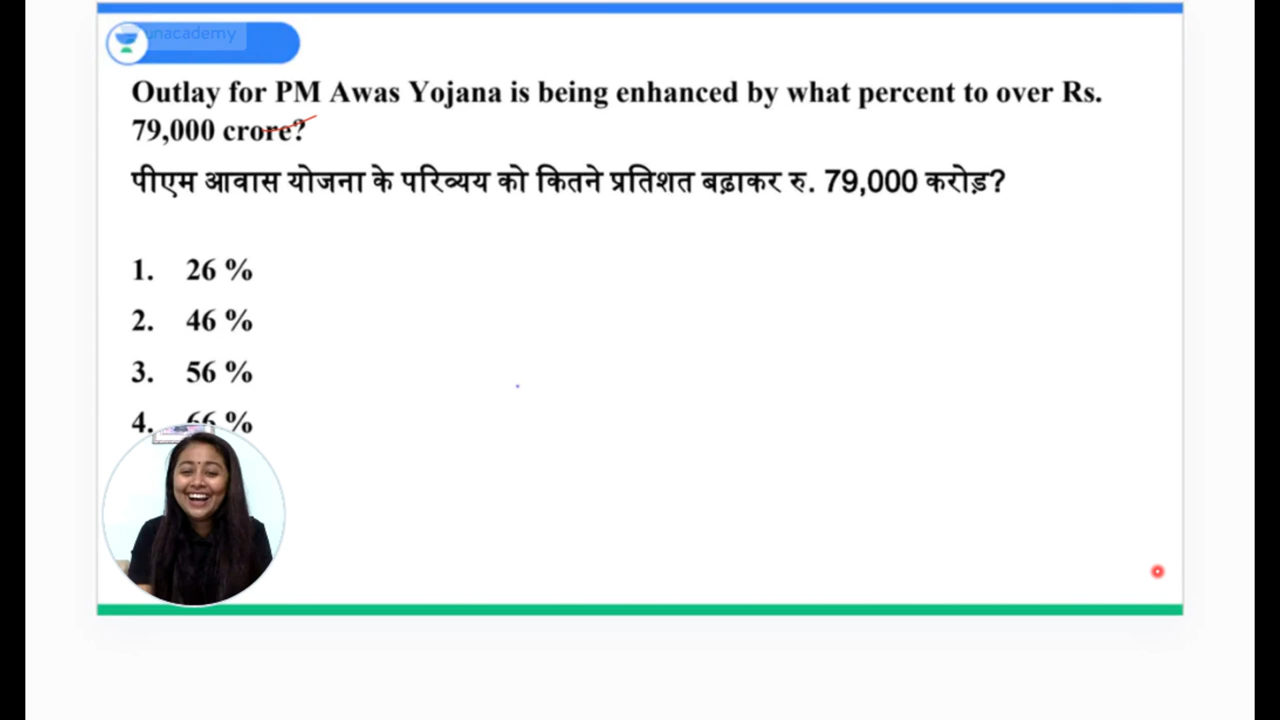 unacademy
Outlay for PM Awas Yojana is being enhanced by what percent to over Rs.
79,000 crore?
पीएम आवास योजना के परिव्यय को कितने प्रतिशत बढ़ाकर रु. 79,000 करोड़?
1. 26 %
2. 46 %
3. 56 %
4. 66 %